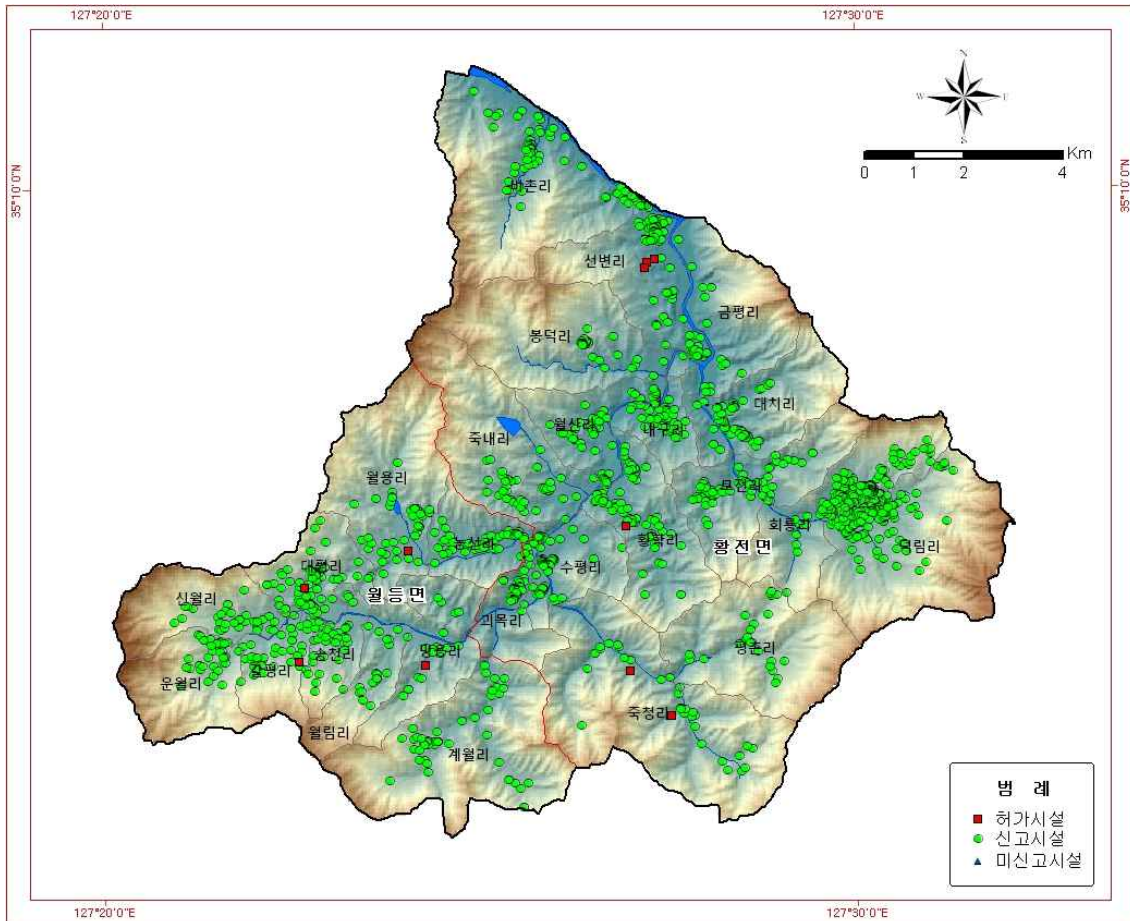 127°20'0"E
127°30'0"E
N
W
S
Km
0 1 2 4
35°10'0"N
35°10'0"N
비촌리
선변리
금평리
봉덕리
대치리
월산리
내구리
죽내리
월용리
모전리
회룡리
황학리
황전면
덕림리
농선리
수평리
대평리
월등면
신월리
괴목리
송천리
망용리
평촌리
갈평리
운월리
죽청리
월림리
계월리
범 례
허가시설
신고시설
미신고시설
127°20'0"E
127°30'0"E